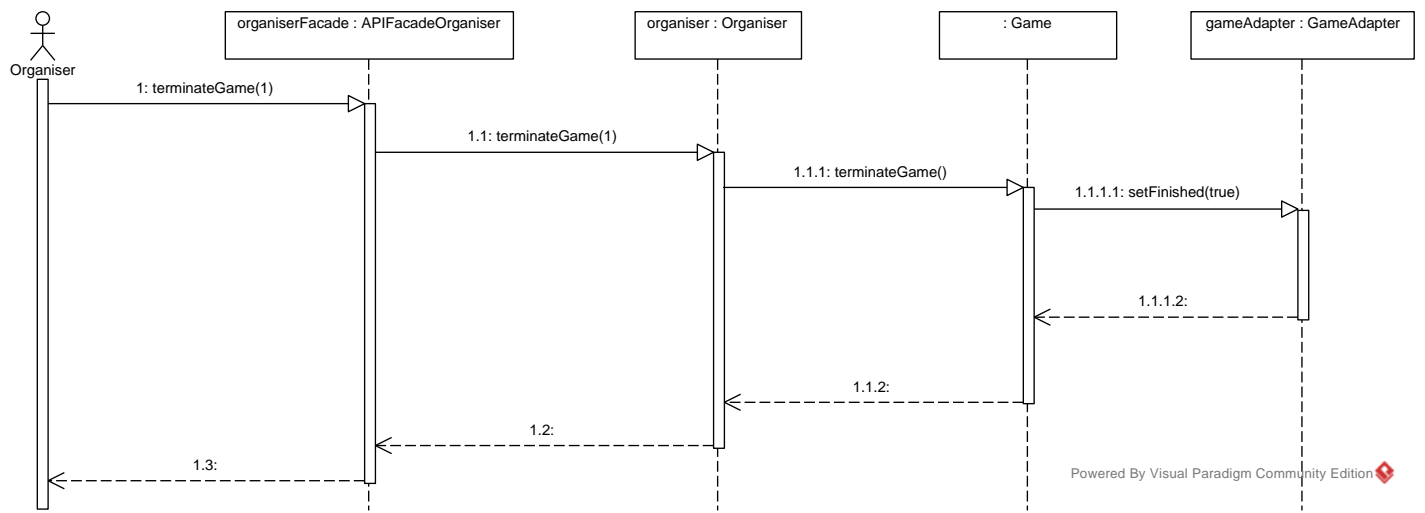 organiserFacade : APIFacadeOrganiser
organiser : Organiser
: Game
gameAdapter : GameAdapter
Organiser
1: terminateGame(1)
1.1: terminateGame(1)
1.1.1: terminateGame()
1.1.1.1: setFinished(true)
1.1.1.2:
1.1.2:
1.2:
1.3:
Powered By Visual Paradigm Community Edition